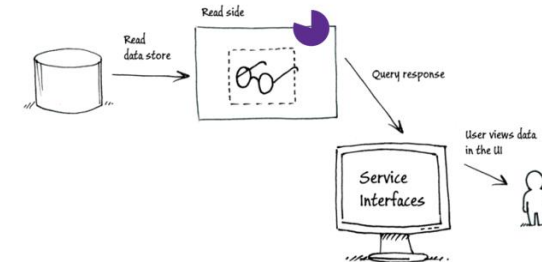 Read side
Read
data store
Query response
User views data
in the UI
Service
Interfaces